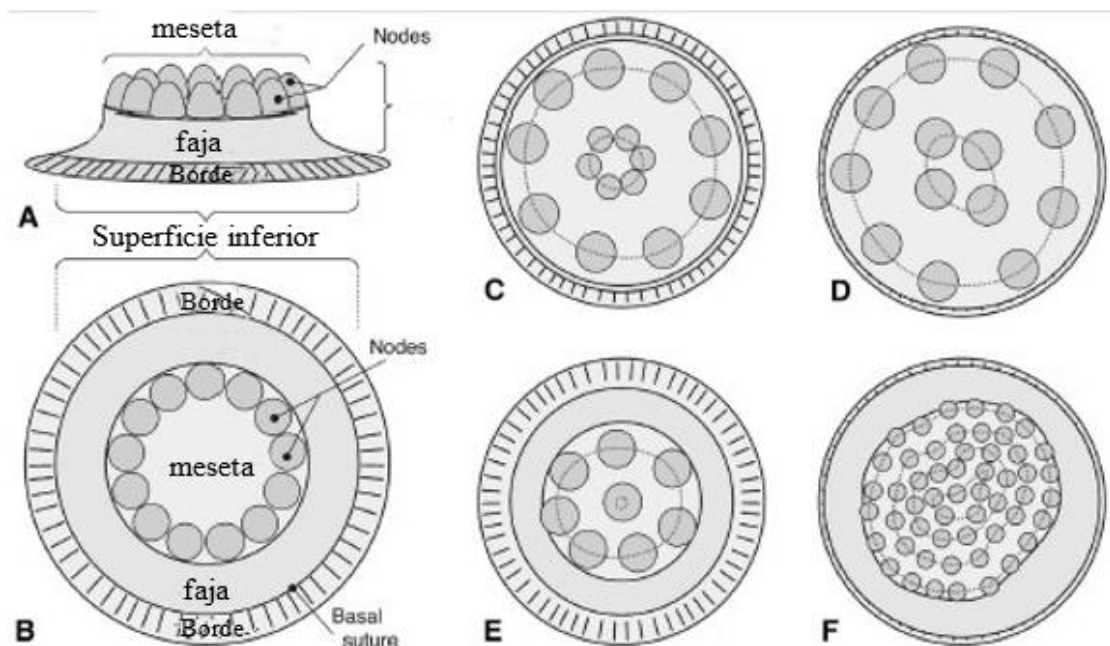 meseta
Nodes
faja
Borde
A
Superficie inferior
Borde
Nodes
meseta
faja
Borde
B
Basal
suture
C
D
E
F